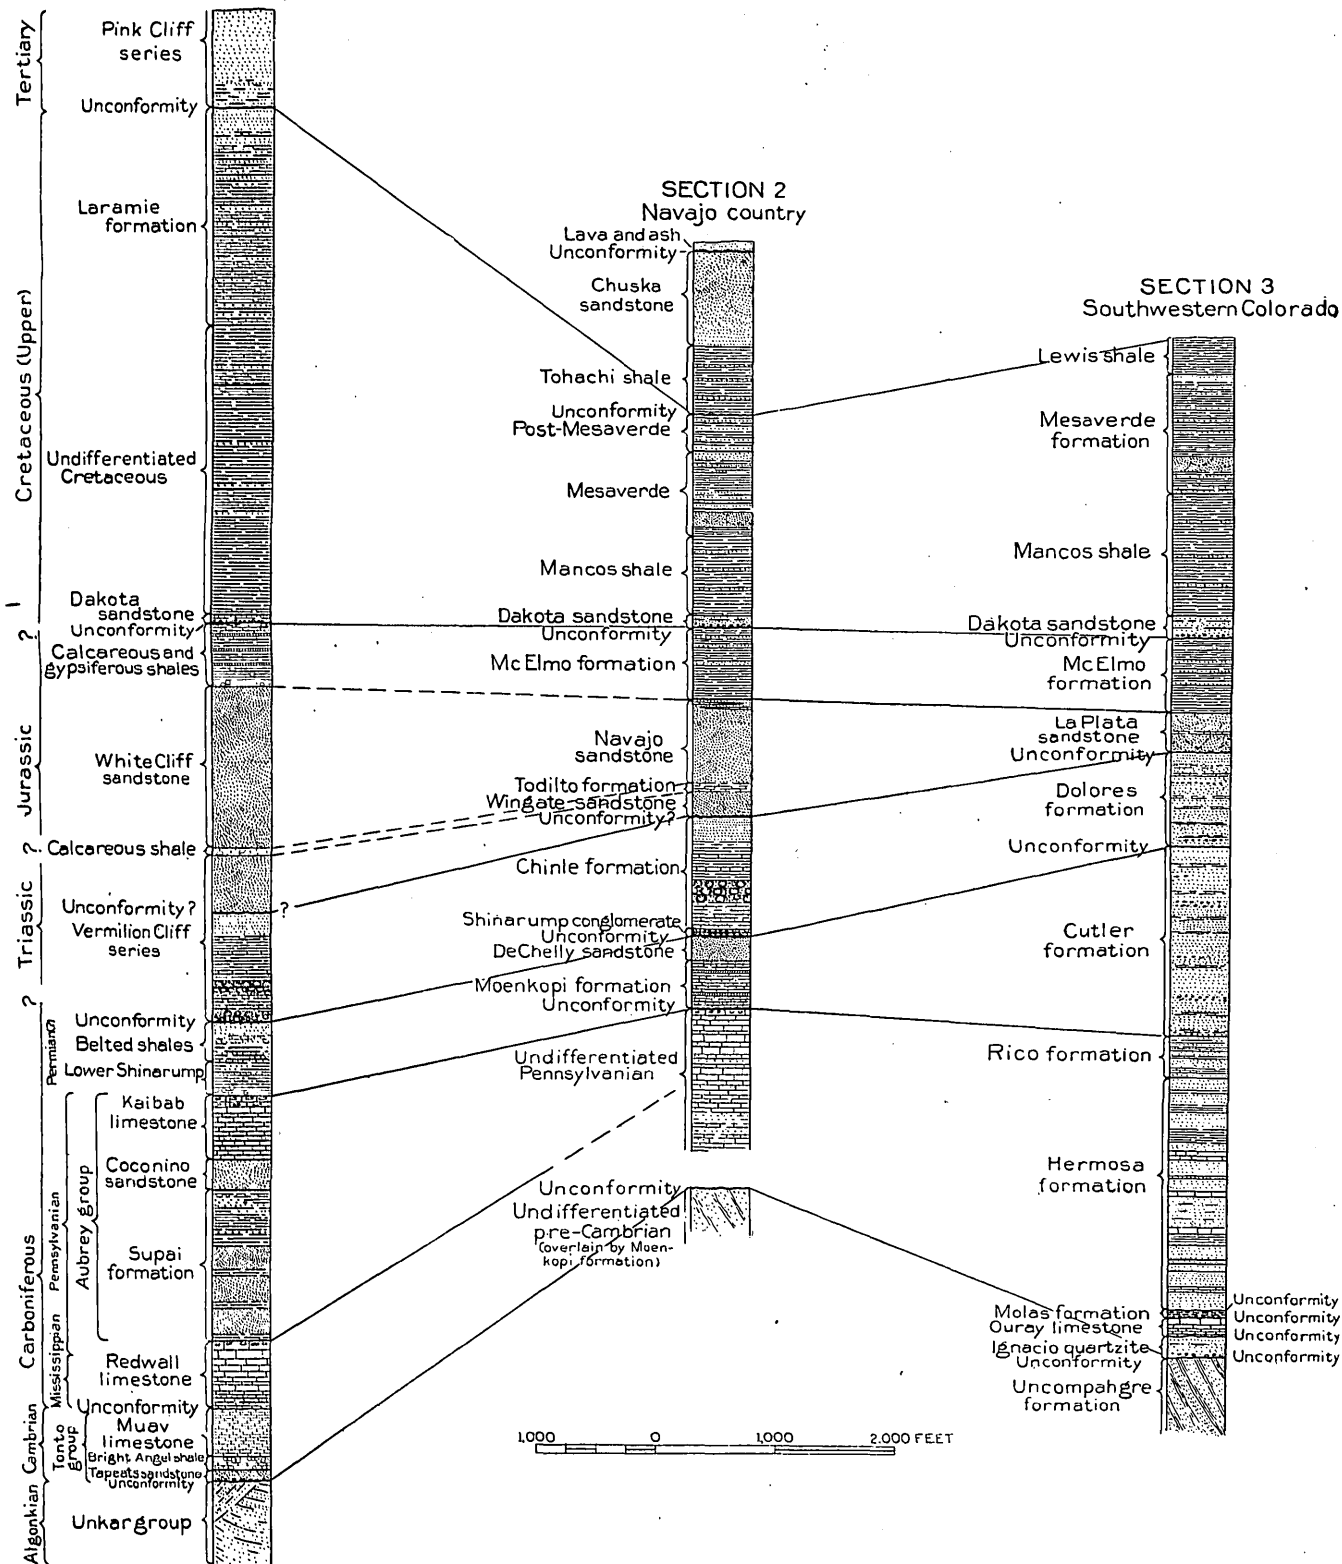 Tertiary
Cretaceous (Upper)
?
Jurassic
?
Triassic
?
Permian?
Carboniferous
Pennsylvanian
Mississippian
Aubrey group
Cambrian
Tonto
group
Algonkian
Pink Cliff
series
Unconformity
Laramie
formation
Undifferentiated
Cretaceous
Dakota
sandstone
Unconformity
Calcareous and
gypsiferous shales
White Cliff
sandstone
Calcareous shale
Unconformity ?
?
Vermilion Cliff
series
Unconformity
Belted shales
Lower Shinarump
Kaibab
limestone
Coconino
sandstone
Supai
formation
Redwall
limestone
Unconformity
Muav
limestone
Bright Angel shale
Tapeats sandstone
Unconformity
Unkar group
SECTION 2
Navajo country
Lava and ash
Unconformity
Chuska
sandstone
Tohachi shale
Unconformity
Post-Mesaverde
Mesaverde
Mancos shale
Dakota sandstone
Unconformity
Mc Elmo formation
Navajo
sandstone
Todilto formation
Wingate sandstone
Unconformity?
Chinle formation
Shinarump conglomerate
Unconformity
DeChelly sandstone
Moenkopi formation
Unconformity
Undifferentiated
Pennsylvanian
Unconformity
Undifferentiated
pre-Cambrian
(overlain by Moen-
kopi formation)
SECTION 3
Southwestern Colorado
Lewis shale
Mesaverde
formation
Mancos shale
Dakota sandstone
Unconformity
Mc Elmo
formation
La Plata
sandstone
Unconformity
Dolores
formation
Unconformity
Cutler
formation
Rico formation
Hermosa
formation
Molas formation
Ouray limestone
Ignacio quartzite
Unconformity
Uncompahgre
formation
Unconformity
Unconformity
Unconformity
Unconformity
1,000 0 1,000 2,000 FEET